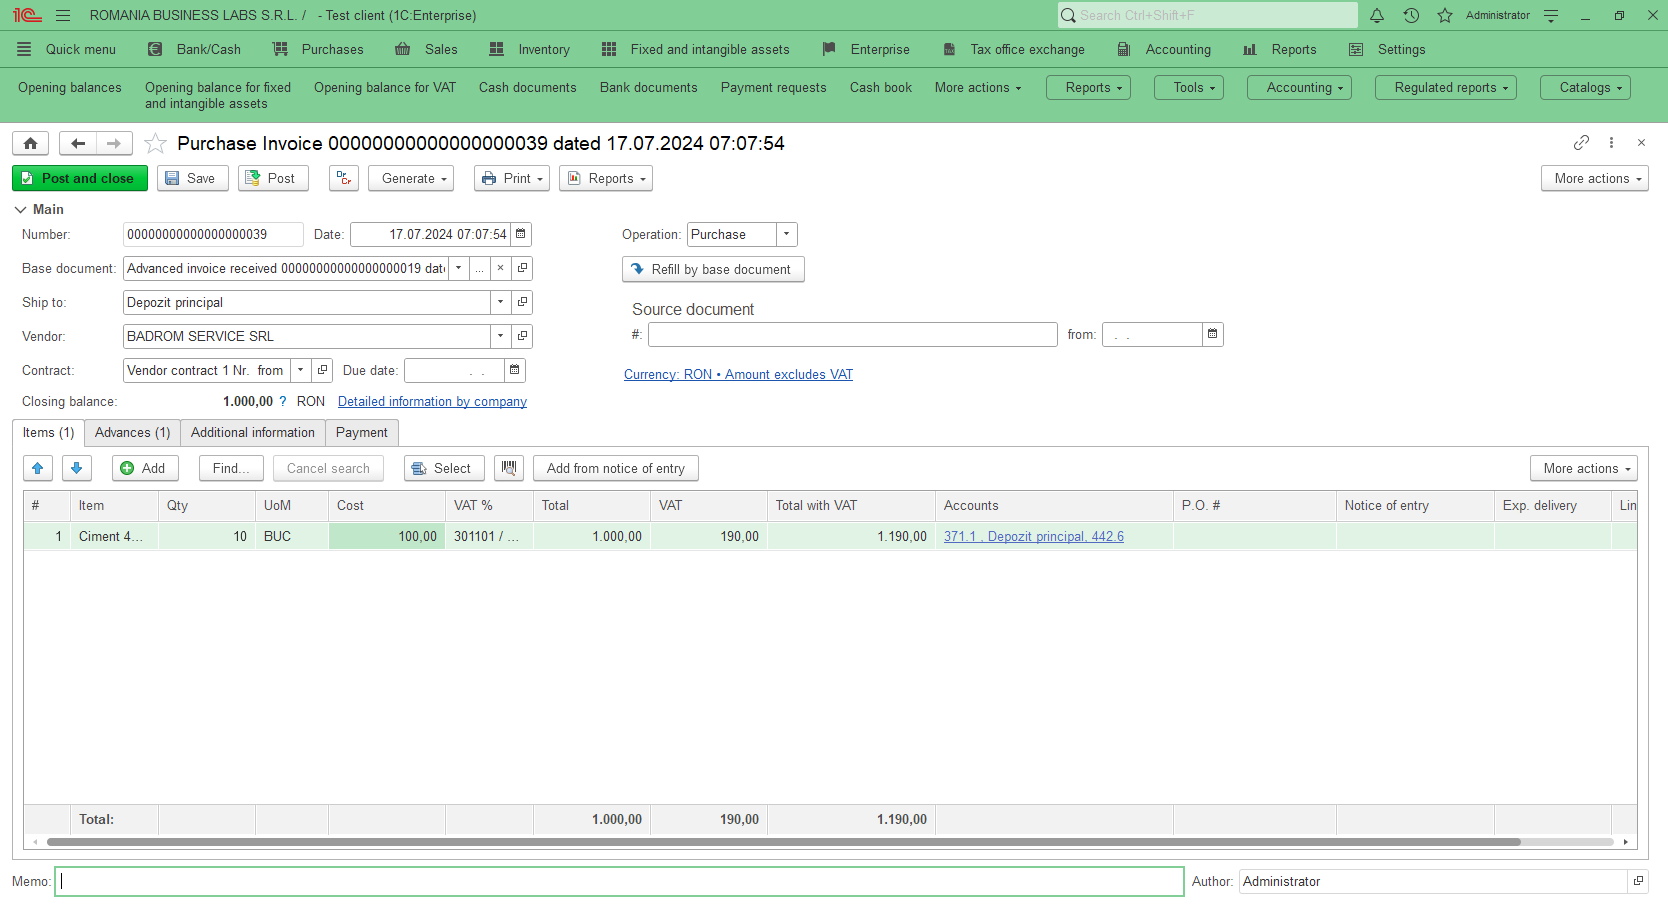 ROMANIA BUSINESS LABS S.R.L. / - Test client (1C:Enterprise)
Search Ctrl+Shift+F
Administrator
Quick menu Bank/Cash Purchases Sales Inventory Fixed and intangible assets Enterprise Tax office exchange Accounting Reports Settings
Opening balances Opening balance for fixed and intangible assets Opening balance for VAT Cash documents Bank documents Payment requests Cash book More actions Reports Tools Accounting Regulated reports Catalogs
Purchase Invoice 00000000000000000039 dated 17.07.2024 07:07:54
Post and close Save Post Dr Cr Generate Print Reports More actions
Main
Number: 00000000000000000039 Date: 17.07.2024 07:07:54 Operation: Purchase
Base document: Advanced invoice received 00000000000000000019 date ... Refill by base document
Ship to: Depozit principal
Source document
Vendor: BADROM SERVICE SRL #: from: . .
Contract: Vendor contract 1 Nr. from Due date: . . Currency: RON • Amount excludes VAT
Closing balance: 1.000,00 ? RON Detailed information by company
Items (1) Advances (1) Additional information Payment
Add Find... Cancel search Select Add from notice of entry More actions
# Item Qty UoM Cost VAT % Total VAT Total with VAT Accounts P.O. # Notice of entry Exp. delivery Lin
1 Ciment 4... 10 BUC 100,00 301101 / ... 1.000,00 190,00 1.190,00 371.1 , Depozit principal, 442.6
Total: 1.000,00 190,00 1.190,00
Memo: Author: Administrator